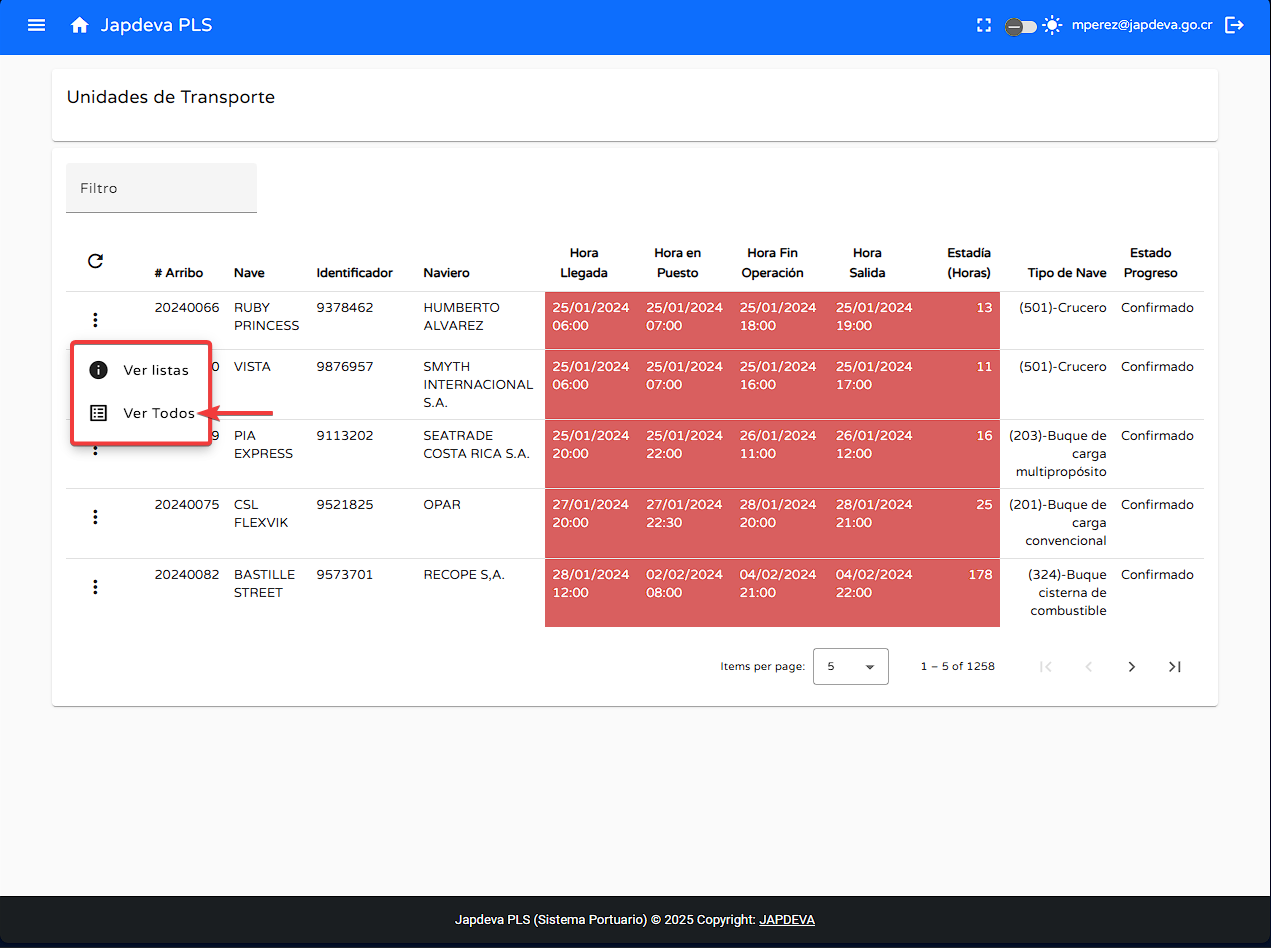 Japdeva PLS
mperez@japdeva.go.cr
Unidades de Transporte
Filtro
# Arribo Nave Identificador Naviero Hora Llegada Hora en Puesto Hora Fin Operación Hora Salida Estadía (Horas) Tipo de Nave Estado Progreso
20240066 RUBY PRINCESS 9378462 HUMBERTO ALVAREZ 25/01/2024 06:00 25/01/2024 07:00 25/01/2024 18:00 25/01/2024 19:00 13 (501)-Crucero Confirmado
Ver listas
Ver Todos
0 VISTA 9876957 SMYTH INTERNACIONAL S.A. 25/01/2024 06:00 25/01/2024 07:00 25/01/2024 16:00 25/01/2024 17:00 11 (501)-Crucero Confirmado
9 PIA EXPRESS 9113202 SEATRADE COSTA RICA S.A. 25/01/2024 20:00 25/01/2024 22:00 26/01/2024 11:00 26/01/2024 12:00 16 (203)-Buque de carga multipropósito Confirmado
20240075 CSL FLEXVIK 9521825 OPAR 27/01/2024 20:00 27/01/2024 22:30 28/01/2024 20:00 28/01/2024 21:00 25 (201)-Buque de carga convencional Confirmado
20240082 BASTILLE STREET 9573701 RECOPE S,A. 28/01/2024 12:00 02/02/2024 08:00 04/02/2024 21:00 04/02/2024 22:00 178 (324)-Buque cisterna de combustible Confirmado
Items per page: 5 1 – 5 of 1258
Japdeva PLS (Sistema Portuario) © 2025 Copyright: JAPDEVA